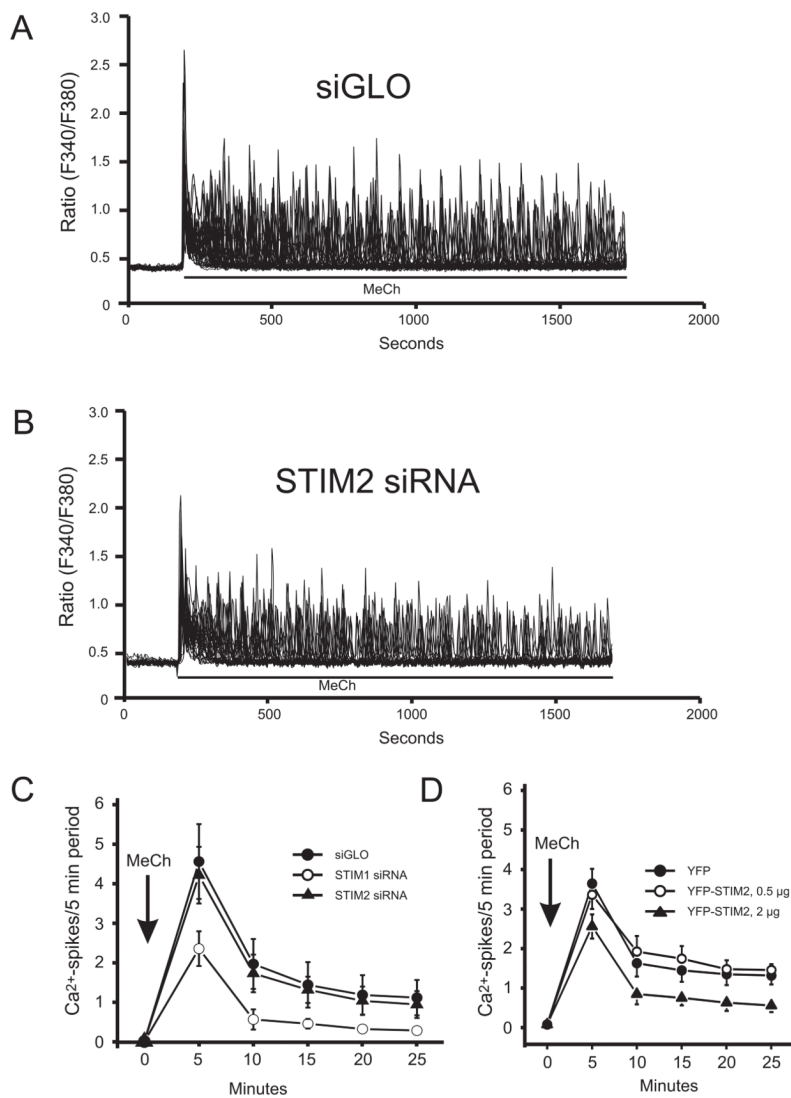 A
siGLO
Ratio (F340/F380)
3.0
2.5
2.0
1.5
1.0
0.5
0
MeCh
0 500 1000 1500 2000
Seconds
B
STIM2 siRNA
Ratio (F340/F380)
3.0
2.5
2.0
1.5
1.0
0.5
0
MeCh
0 500 1000 1500 2000
Seconds
C
Ca²⁺-spikes/5 min period
6
5
4
3
2
1
0
MeCh
siGLO
STIM1 siRNA
STIM2 siRNA
0 5 10 15 20 25
Minutes
D
Ca²⁺-spikes/5 min period
6
5
4
3
2
1
0
MeCh
YFP
YFP-STIM2, 0.5 µg
YFP-STIM2, 2 µg
0 5 10 15 20 25
Minutes